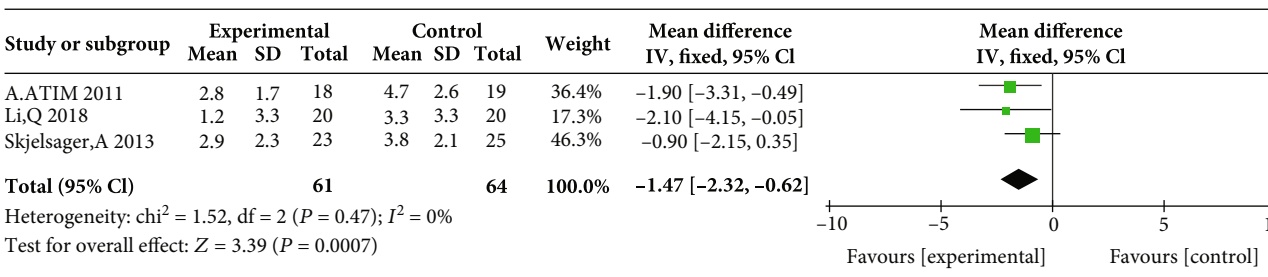 Study or subgroup Experimental Control Weight Mean difference Mean difference
Mean SD Total Mean SD Total IV, fixed, 95% Cl IV, fixed, 95% Cl
A.ATIM 2011 2.8 1.7 18 4.7 2.6 19 36.4% −1.90 [−3.31, −0.49]
Li,Q 2018 1.2 3.3 20 3.3 3.3 20 17.3% −2.10 [−4.15, −0.05]
Skjelsager,A 2013 2.9 2.3 23 3.8 2.1 25 46.3% −0.90 [−2.15, 0.35]
Total (95% Cl) 61 64 100.0% −1.47 [−2.32, −0.62]
Heterogeneity: chi² = 1.52, df = 2 (P = 0.47); I² = 0%
Test for overall effect: Z = 3.39 (P = 0.0007)
−10 −5 0 5
Favours [experimental] Favours [control]